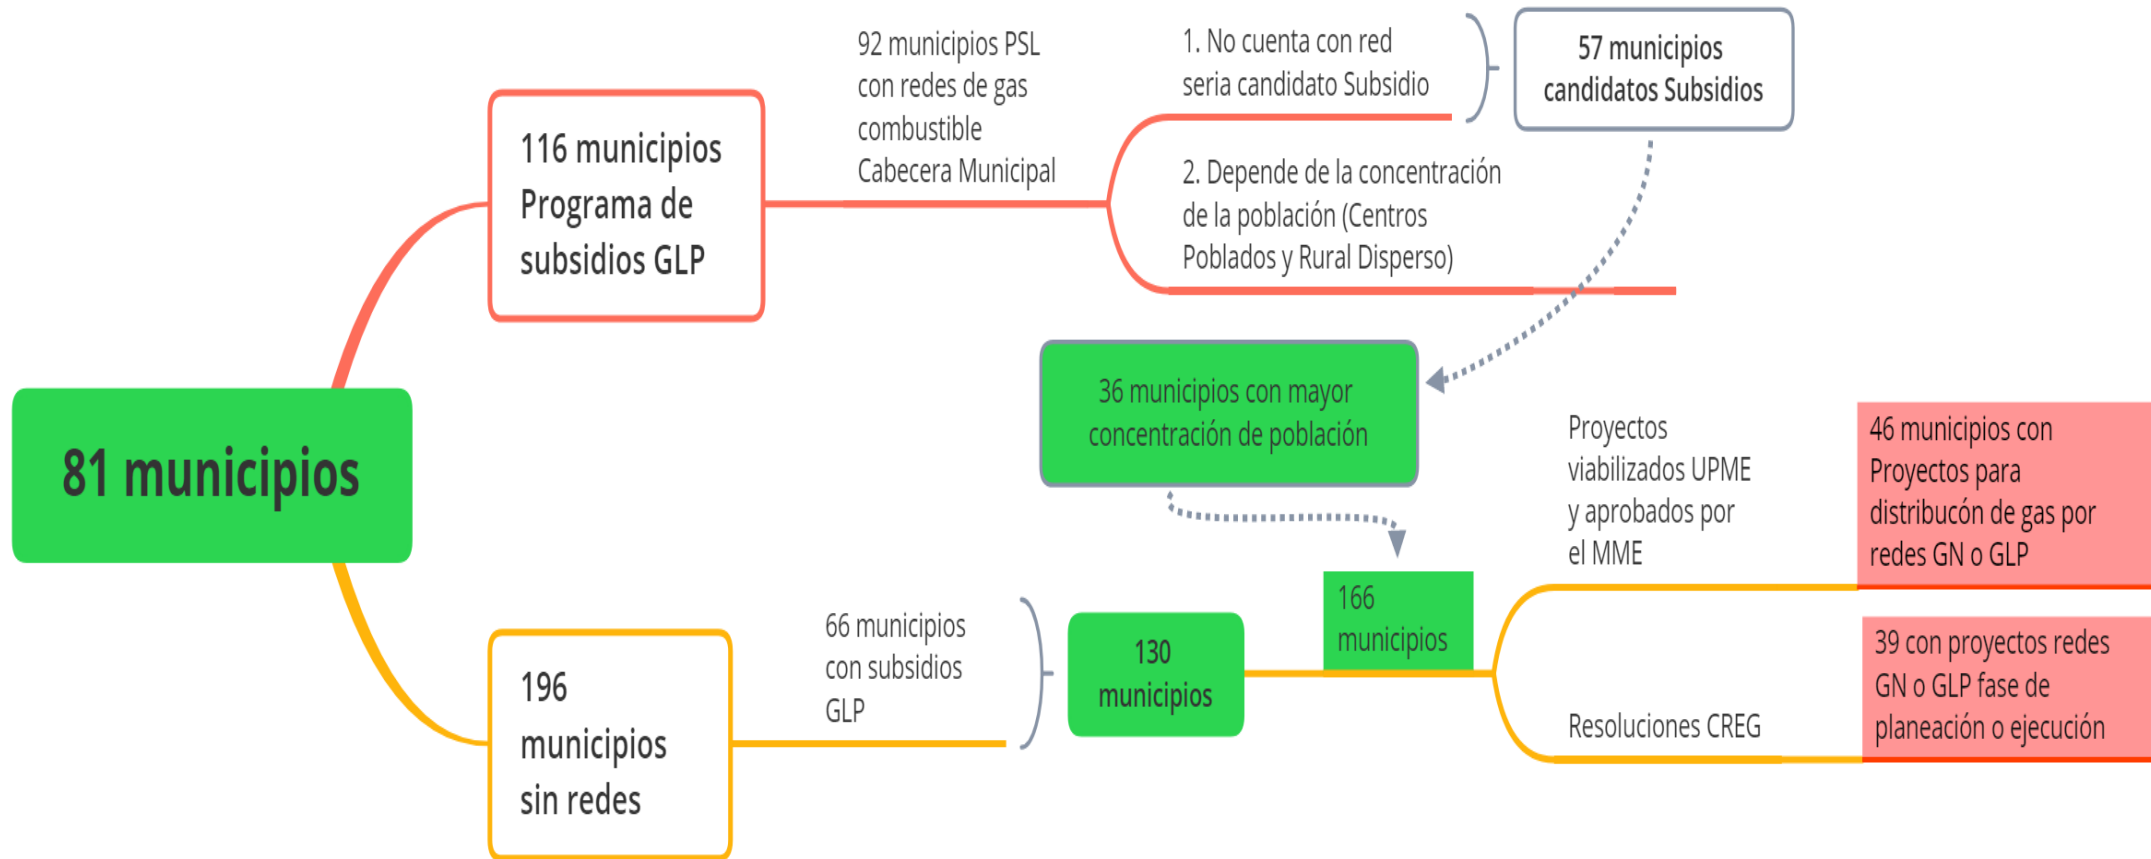 92 municipios PSL
con redes de gas
combustible
Cabecera Municipal
1. No cuenta con red
seria candidato Subsidio
57 municipios
candidatos Subsidios
116 municipios
Programa de
subsidios GLP
2. Depende de la concentración
de la población (Centros
Poblados y Rural Disperso)
36 municipios con mayor
concentración de población
81 municipios
Proyectos
viabilizados UPME
y aprobados por
el MME
46 municipios con
Proyectos para
distribucón de gas por
redes GN o GLP
196
municipios
sin redes
66 municipios
con subsidios
GLP
130
municipios
166
municipios
Resoluciones CREG
39 con proyectos redes
GN o GLP fase de
planeación o ejecución